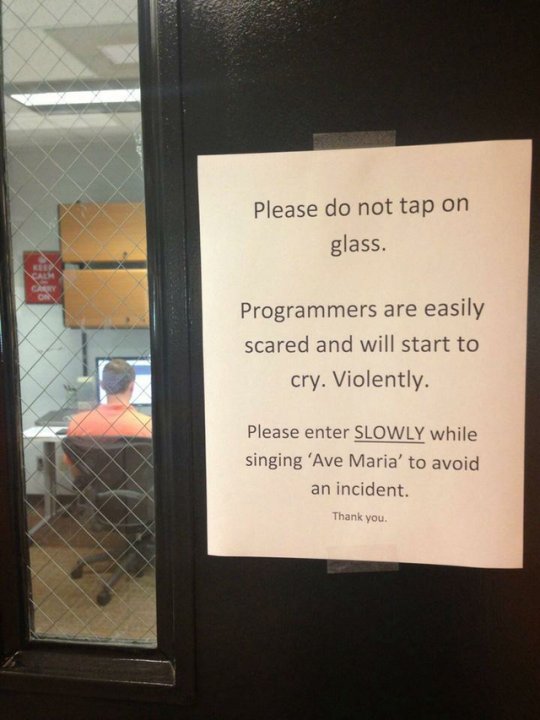 KEEP
CALM
AND
CARRY
ON
Please do not tap on
glass.
Programmers are easily
scared and will start to
cry. Violently.
Please enter SLOWLY while
singing ‘Ave Maria’ to avoid
an incident.
Thank you.